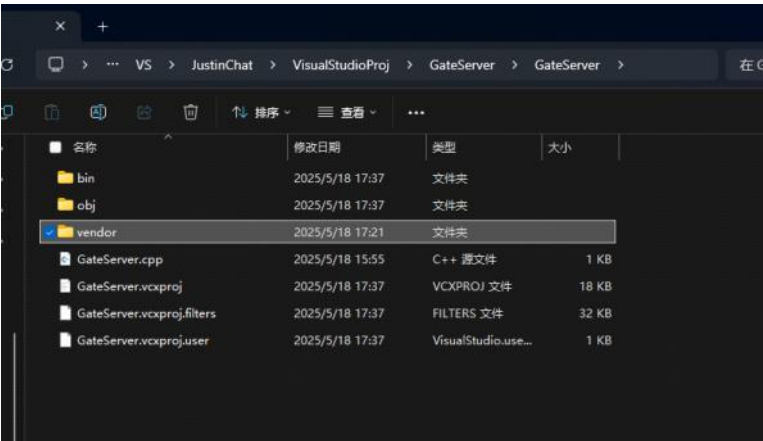 VS > JustinChat > VisualStudioProj > GateServer > GateServer > 在
排序 查看
名称 修改日期 类型 大小
bin 2025/5/18 17:37 文件夹
obj 2025/5/18 17:37 文件夹
vendor 2025/5/18 17:21 文件夹
GateServer.cpp 2025/5/18 15:55 C++ 源文件 1 KB
GateServer.vcxproj 2025/5/18 17:37 VCXPROJ 文件 18 KB
GateServer.vcxproj.filters 2025/5/18 17:37 FILTERS 文件 32 KB
GateServer.vcxproj.user 2025/5/18 17:37 VisualStudio.use... 1 KB